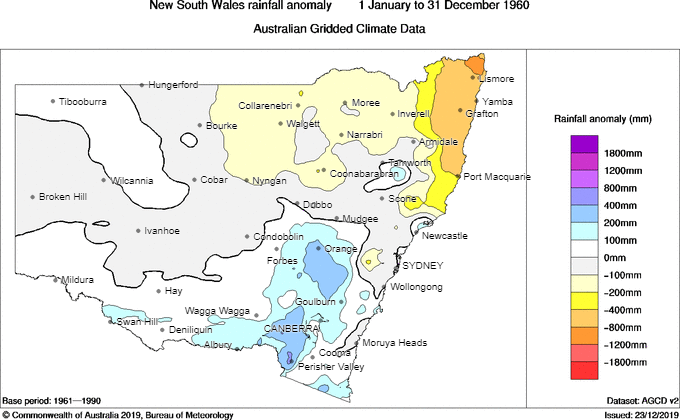 New South Wales rainfall anomaly 1 January to 31 December 1960
Australian Gridded Climate Data
Hungerford
Lismore
Tibooburra
Collarenebri
Moree
Yamba
Inverell
Grafton
Bourke
Walgett
Narrabri
Armidale
Tamworth
Coonabarabran
Wilcannia
Cobar
Nyngan
Port Macquarie
Broken Hill
Dubbo
Scone
Mudgee
Ivanhoe
Condobolin
Newcastle
Orange
Forbes
SYDNEY
Mildura
Hay
Wollongong
Goulburn
Wagga Wagga
Swan Hill
Deniliquin
CANBERRA
Albury
Moruya Heads
Cooma
Perisher Valley
Rainfall anomaly (mm)
1800mm
1200mm
800mm
400mm
200mm
100mm
0mm
-100mm
-200mm
-400mm
-800mm
-1200mm
-1800mm
Base period: 1961—1990
Dataset: AGCD v2
© Commonwealth of Australia 2019, Bureau of Meteorology
Issued: 23/12/2019